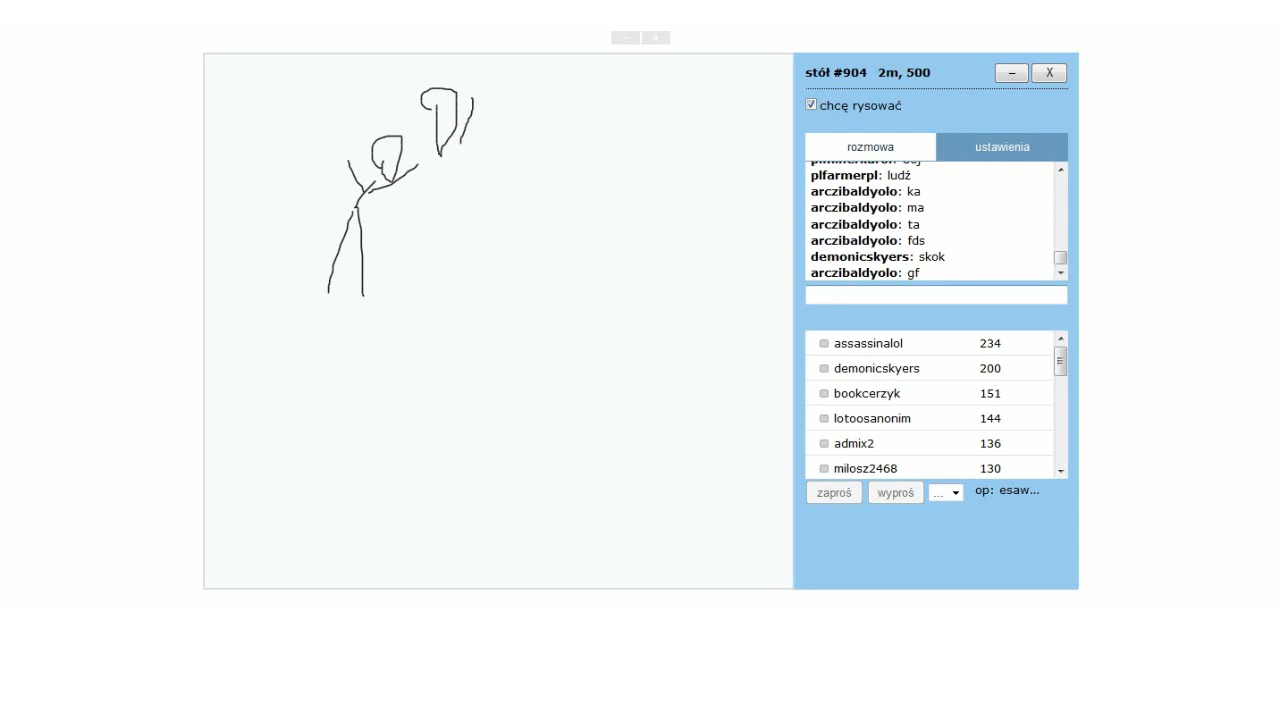 stół #904 2m, 500
– X
chcę rysować
rozmowa ustawienia
plfarmerpl: ludź
arczibaldyolo: ka
arczibaldyolo: ma
arczibaldyolo: ta
arczibaldyolo: fds
demonicskyers: skok
arczibaldyolo: gf
assassinalol 234
demonicskyers 200
bookcerzyk 151
lotoosanonim 144
admix2 136
milosz2468 130
zaproś wyproś ... op: esaw...